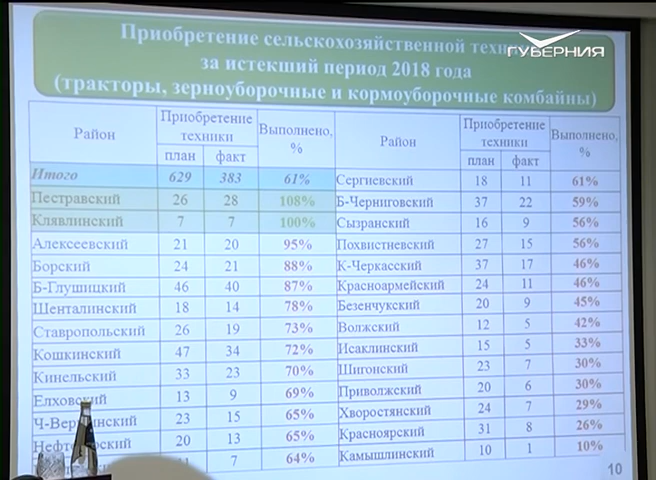 Приобретение сельскохозяйственной
за истекший период 2018 года
(тракторы, зерноуборочные и кормоуборочные комбайны)
ГУБЕРНИЯ
Район Приобретение техники Выполнено, % Район Приобретение техники Выполнено, %
план факт план факт
Итого 629 383 61% Сергиевский 18 11 61%
Пестравский 26 28 108% Б-Черниговский 37 22 59%
Клявлинский 7 7 100% Сызранский 16 9 56%
Алексеевский 21 20 95% Похвистневский 27 15 56%
Борский 24 21 88% К-Черкасский 37 17 46%
Б-Глушицкий 46 40 87% Красноармейский 24 11 46%
Шенталинский 18 14 78% Безенчукский 20 9 45%
Ставропольский 26 19 73% Волжский 12 5 42%
Кошкинский 47 34 72% Исаклинский 15 5 33%
Кинельский 33 23 70% Шигонский 23 7 30%
Елховский 13 9 69% Приволжский 20 6 30%
23 15 65% Хворостянский 24 7 29%
20 13 65% Красноярский 31 8 26%
7 64% Камышлинский 10 1 10%
10